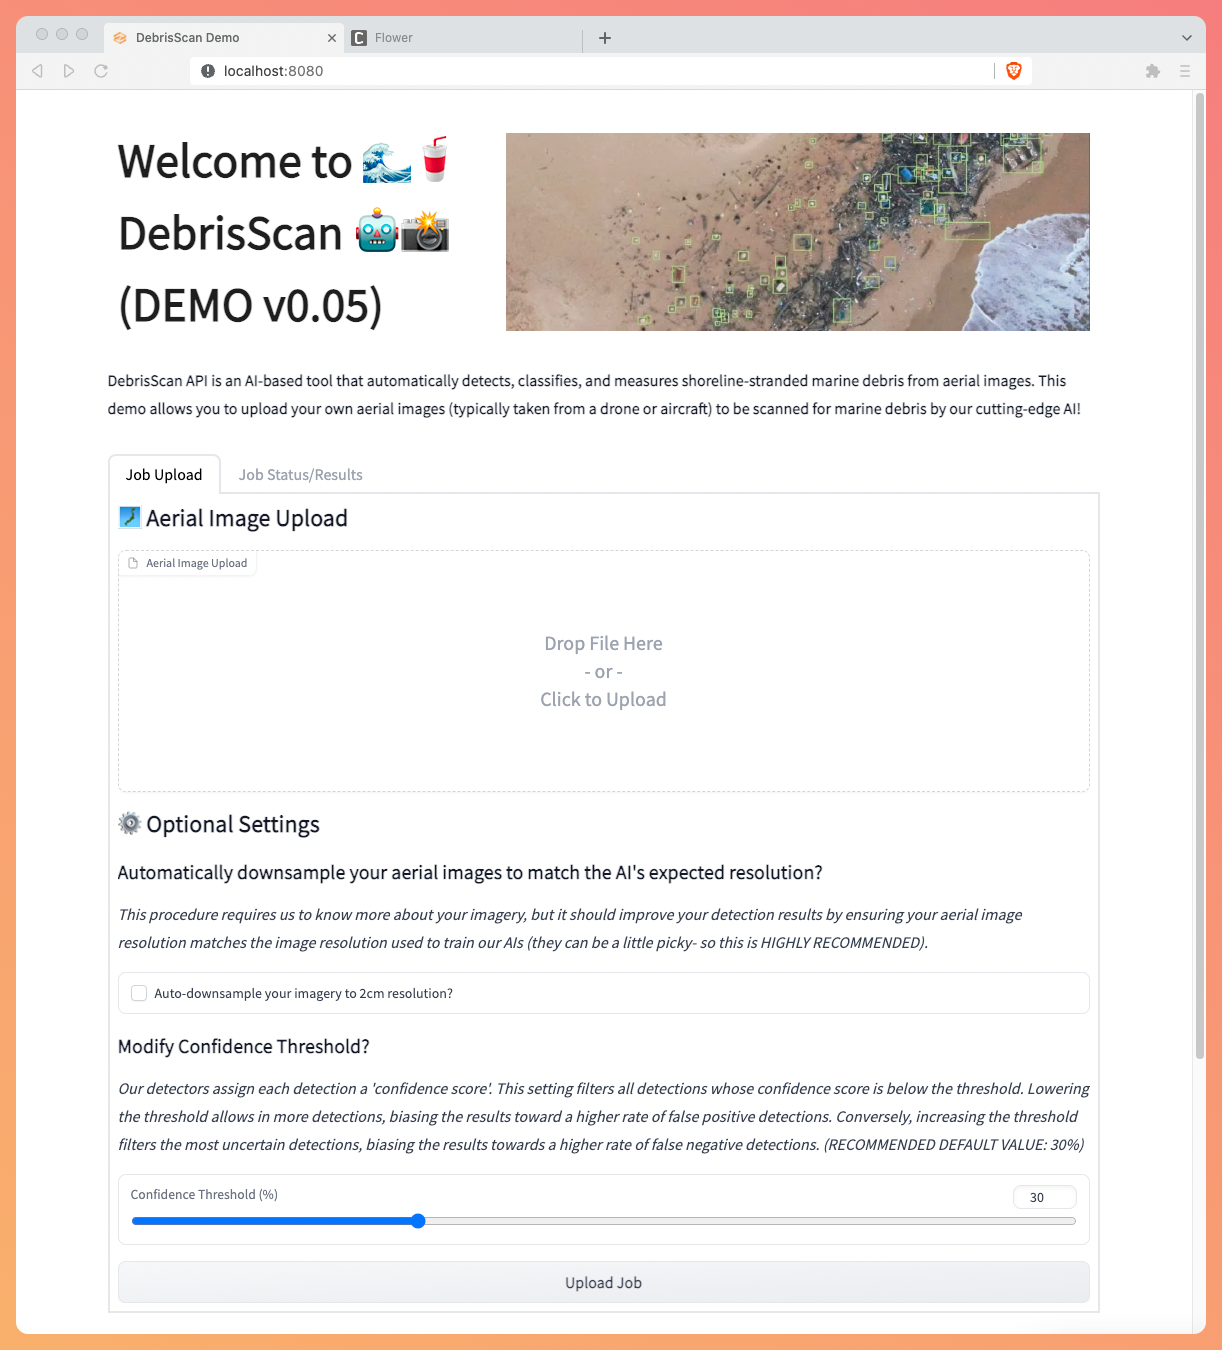 DebrisScan Demo
Flower
localhost:8080
Welcome to 🌊🥤
DebrisScan 🤖📸
(DEMO v0.05)
DebrisScan API is an AI-based tool that automatically detects, classifies, and measures shoreline-stranded marine debris from aerial images. This
demo allows you to upload your own aerial images (typically taken from a drone or aircraft) to be scanned for marine debris by our cutting-edge AI!
Job Upload
Job Status/Results
🗾 Aerial Image Upload
Aerial Image Upload
Drop File Here
- or -
Click to Upload
⚙️ Optional Settings
Automatically downsample your aerial images to match the AI's expected resolution?
This procedure requires us to know more about your imagery, but it should improve your detection results by ensuring your aerial image
resolution matches the image resolution used to train our AIs (they can be a little picky- so this is HIGHLY RECOMMENDED).
Auto-downsample your imagery to 2cm resolution?
Modify Confidence Threshold?
Our detectors assign each detection a 'confidence score'. This setting filters all detections whose confidence score is below the threshold. Lowering
the threshold allows in more detections, biasing the results toward a higher rate of false positive detections. Conversely, increasing the threshold
filters the most uncertain detections, biasing the results towards a higher rate of false negative detections. (RECOMMENDED DEFAULT VALUE: 30%)
Confidence Threshold (%)
30
Upload Job